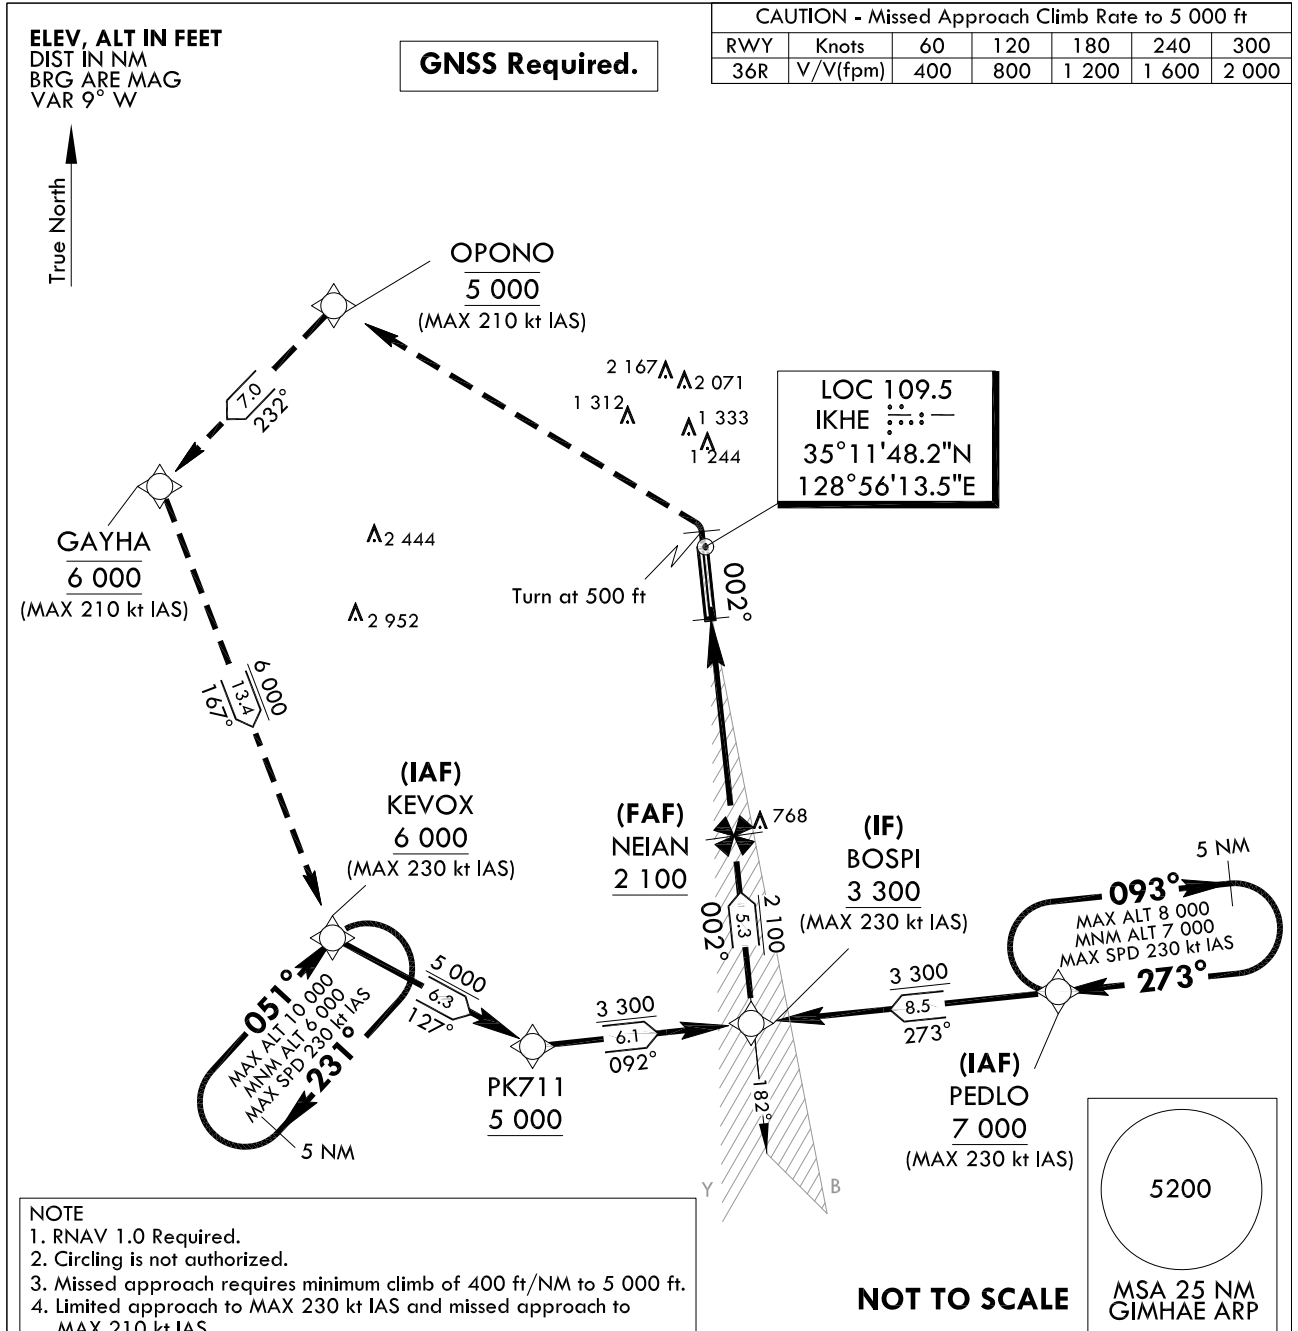 ELEV, ALT IN FEET
DIST IN NM
BRG ARE MAG
VAR 9° W
True North
GNSS Required.
CAUTION - Missed Approach Climb Rate to 5 000 ft
RWY Knots 60 120 180 240 300
36R V/V(fpm) 400 800 1 200 1 600 2 000
OPONO
5 000
(MAX 210 kt IAS)
7.0
232°
2 167
2 071
1 312
1 333
1 244
LOC 109.5
IKHE
35°11'48.2"N
128°56'13.5"E
GAYHA
6 000
(MAX 210 kt IAS)
2 444
2 952
Turn at 500 ft
002°
6 000
13.4
167°
(IAF)
KEVOX
6 000
(MAX 230 kt IAS)
(FAF)
NEIAN
2 100
768
(IF)
BOSPI
3 300
(MAX 230 kt IAS)
5 NM
093°
MAX ALT 8 000
MNM ALT 7 000
MAX SPD 230 kt IAS
273°
2 100
5.3
002°
051°
MAX ALT 10 000
MNM ALT 6 000
MAX SPD 230 kt IAS
231°
5 NM
5 000
6.3
127°
3 300
6.1
092°
3 300
8.5
273°
PK711
5 000
182°
(IAF)
PEDLO
7 000
(MAX 230 kt IAS)
Y
B
5200
MSA 25 NM
GIMHAE ARP
NOT TO SCALE
NOTE
1. RNAV 1.0 Required.
2. Circling is not authorized.
3. Missed approach requires minimum climb of 400 ft/NM to 5 000 ft.
4. Limited approach to MAX 230 kt IAS and missed approach to
MAX 210 kt IAS